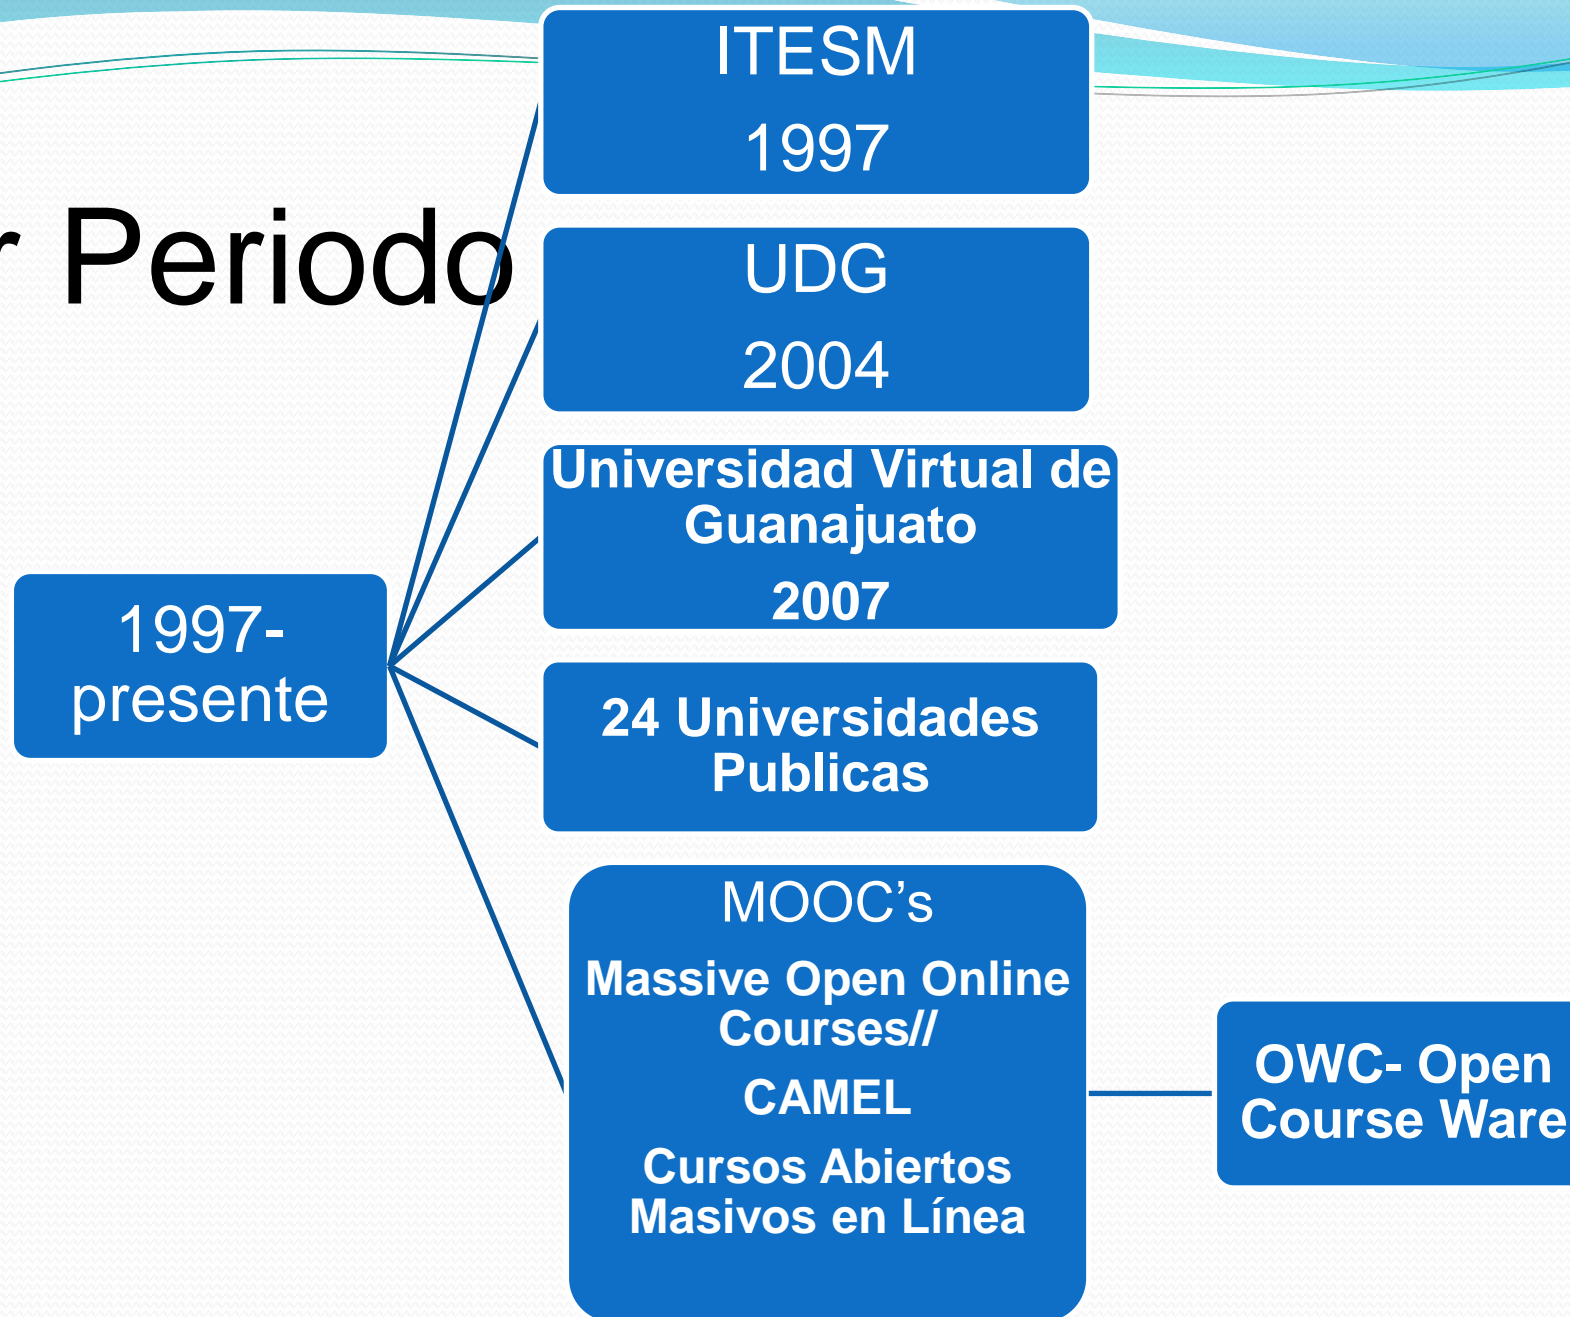 r Periodo
1997-
presente
ITESM
1997
UDG
2004
Universidad Virtual de
Guanajuato
2007
24 Universidades
Publicas
MOOC’s
Massive Open Online
Courses//
CAMEL
Cursos Abiertos
Masivos en Línea
OWC- Open
Course Ware